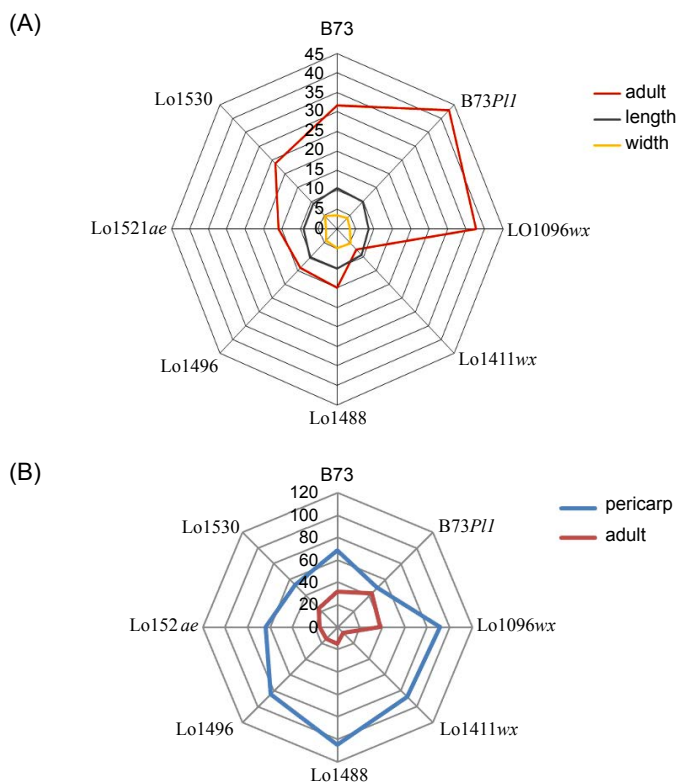 (A)
B73
45
40
35
30
25
20
15
10
5
0
B73Pl1
LO1096wx
Lo1411wx
Lo1488
Lo1496
Lo1521ae
Lo1530
adult
length
width
(B)
B73
120
100
80
60
40
20
0
B73Pl1
Lo1096wx
Lo1411wx
Lo1488
Lo1496
Lo152 ae
Lo1530
pericarp
adult